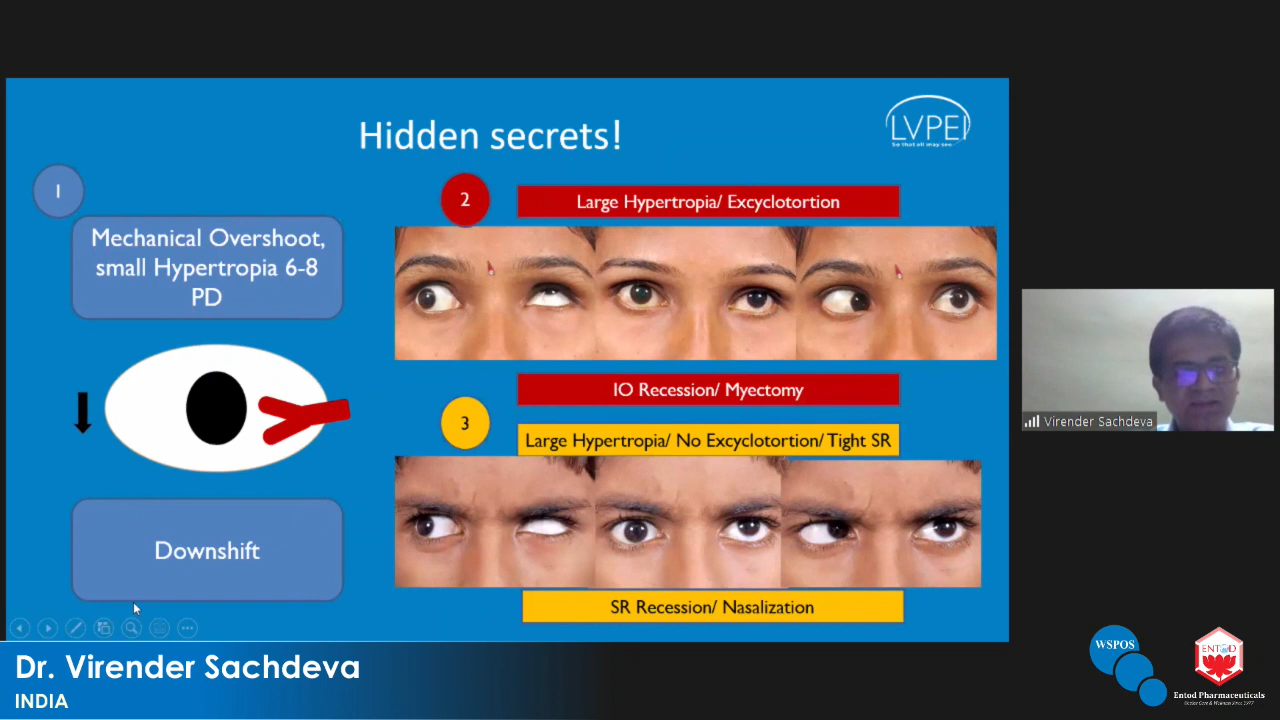 Hidden secrets!
LVPEI
So that all may see
1
Mechanical Overshoot,
small Hypertropia 6-8
PD
Downshift
2
Large Hypertropia/ Excyclotortion
IO Recession/ Myectomy
3
Large Hypertropia/ No Excyclotortion/ Tight SR
SR Recession/ Nasalization
Virender Sachdeva
Dr. Virender Sachdeva
INDIA
WSPOS
ENTOD
Entod Pharmaceuticals